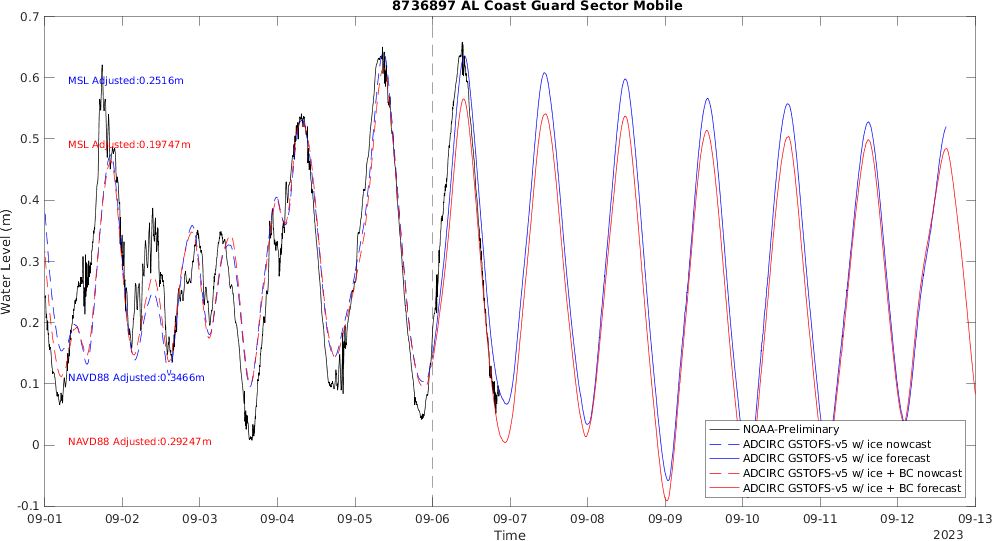 8736897 AL Coast Guard Sector Mobile
0.7
0.6
0.5
0.4
0.3
0.2
0.1
0
-0.1
Water Level (m)
MSL Adjusted:0.2516m
MSL Adjusted:0.19747m
NAVD88 Adjusted:0.3466m
NAVD88 Adjusted:0.29247m
NOAA-Preliminary
ADCIRC GSTOFS-v5 w/ ice nowcast
ADCIRC GSTOFS-v5 w/ ice forecast
ADCIRC GSTOFS-v5 w/ ice + BC nowcast
ADCIRC GSTOFS-v5 w/ ice + BC forecast
09-01 09-02 09-03 09-04 09-05 09-06 09-07 09-08 09-09 09-10 09-11 09-12 09-13
Time
2023